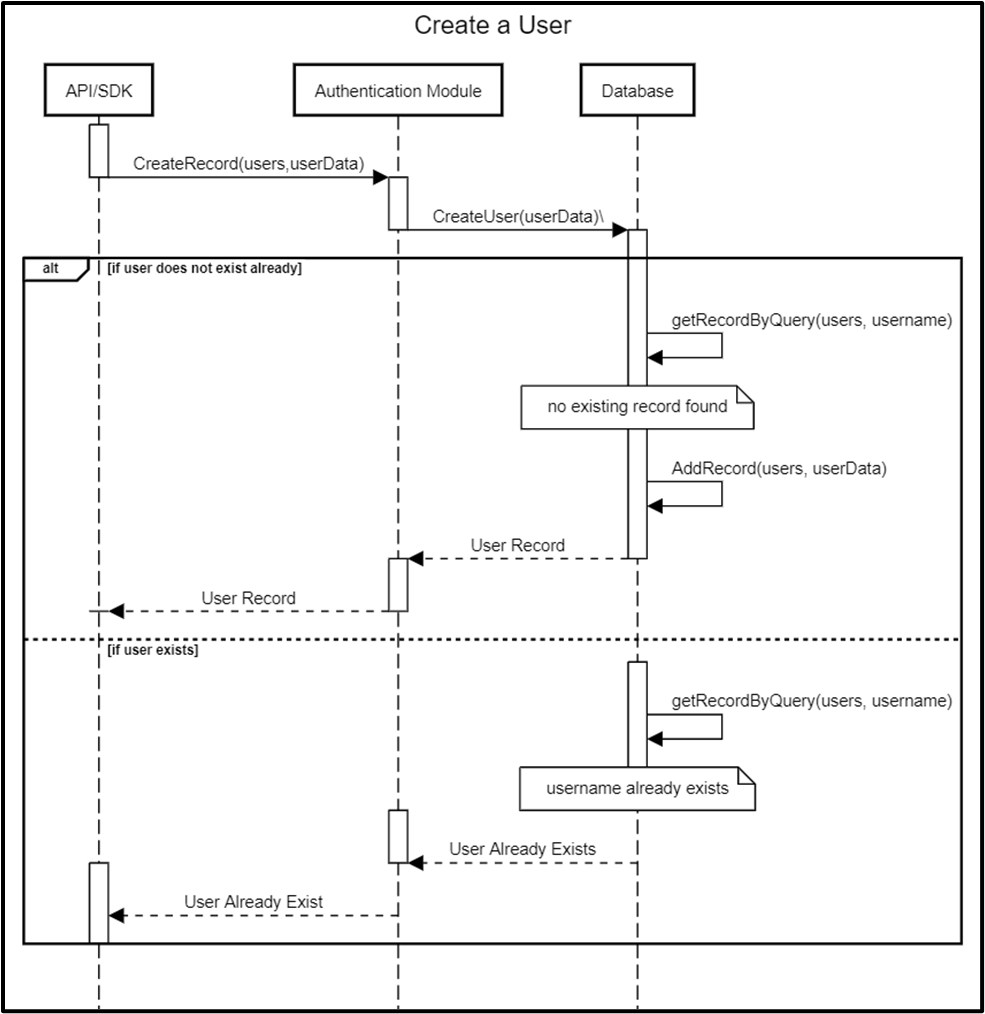 Create a User
API/SDK
Authentication Module
Database
CreateRecord(users,userData)
CreateUser(userData)\
alt
[if user does not exist already]
getRecordByQuery(users, username)
no existing record found
AddRecord(users, userData)
User Record
User Record
[if user exists]
getRecordByQuery(users, username)
username already exists
User Already Exists
User Already Exist